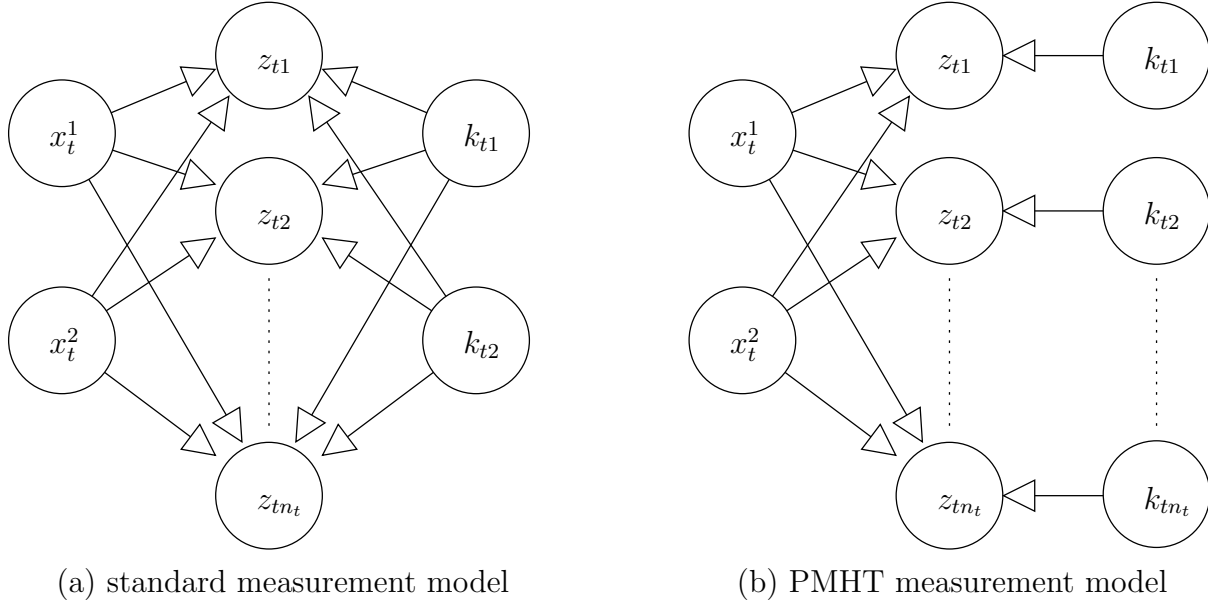 z_{t1}
x_t^1
k_{t1}
z_{t2}
x_t^2
k_{t2}
z_{tn_t}
(a) standard measurement model
z_{t1}
k_{t1}
x_t^1
z_{t2}
k_{t2}
x_t^2
z_{tn_t}
k_{tn_t}
(b) PMHT measurement model